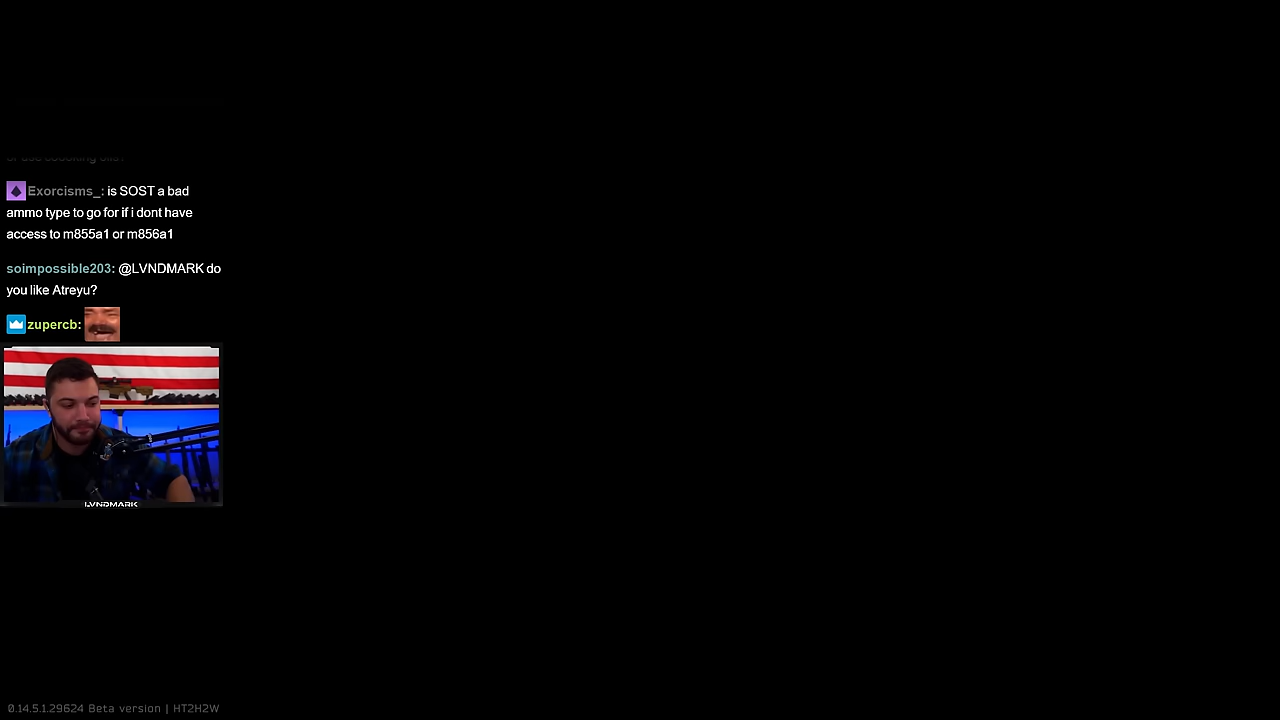 Exorcisms_: is SOST a bad
ammo type to go for if i dont have
access to m855a1 or m856a1
soimpossible203: @LVNDMARK do
you like Atreyu?
zupercb:
LVNDMARK
0.14.5.1.29624 Beta version | HT2H2W